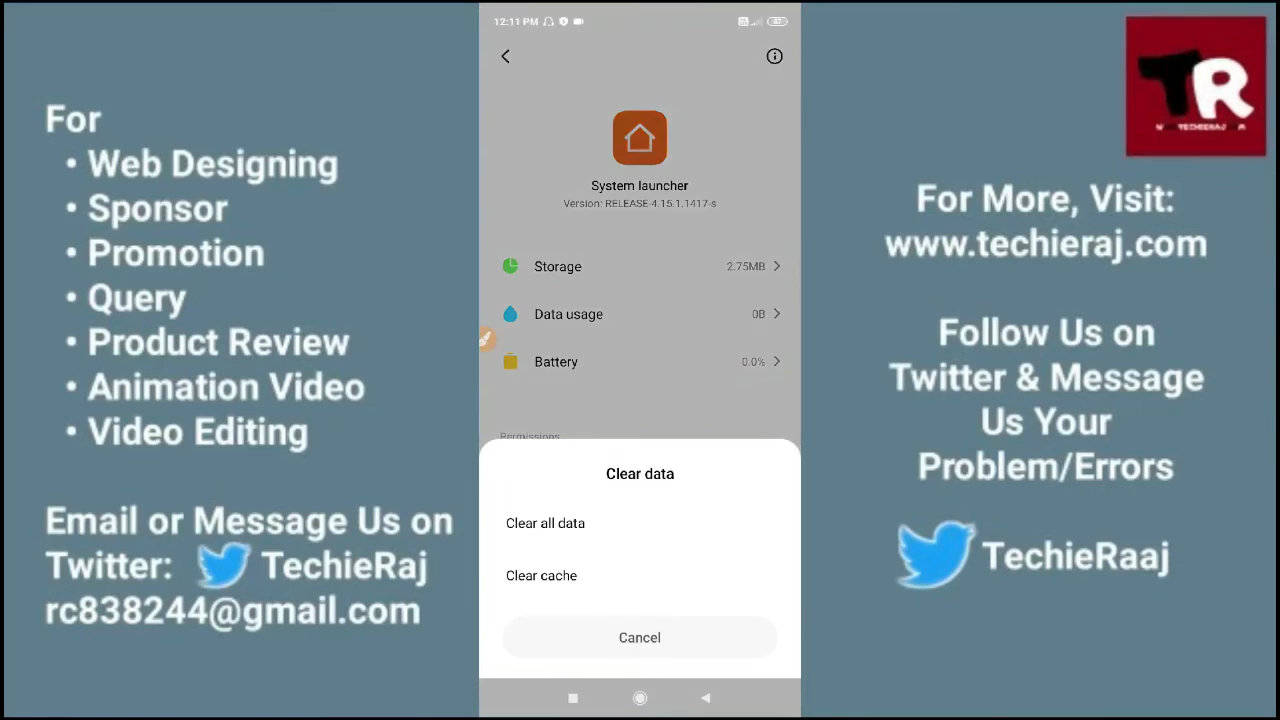 For
• Web Designing
• Sponsor
• Promotion
• Query
• Product Review
• Animation Video
• Video Editing
Email or Message Us on
Twitter: TechieRaj
rc838244@gmail.com
12:11 PM
System launcher
Version: RELEASE-4.15.1.1417-s
Storage 2.75MB
Data usage 0B
Battery 0.0%
Permissions
Clear data
Clear all data
Clear cache
Cancel
TR
For More, Visit:
www.techieraj.com
Follow Us on
Twitter & Message
Us Your
Problem/Errors
TechieRaaj